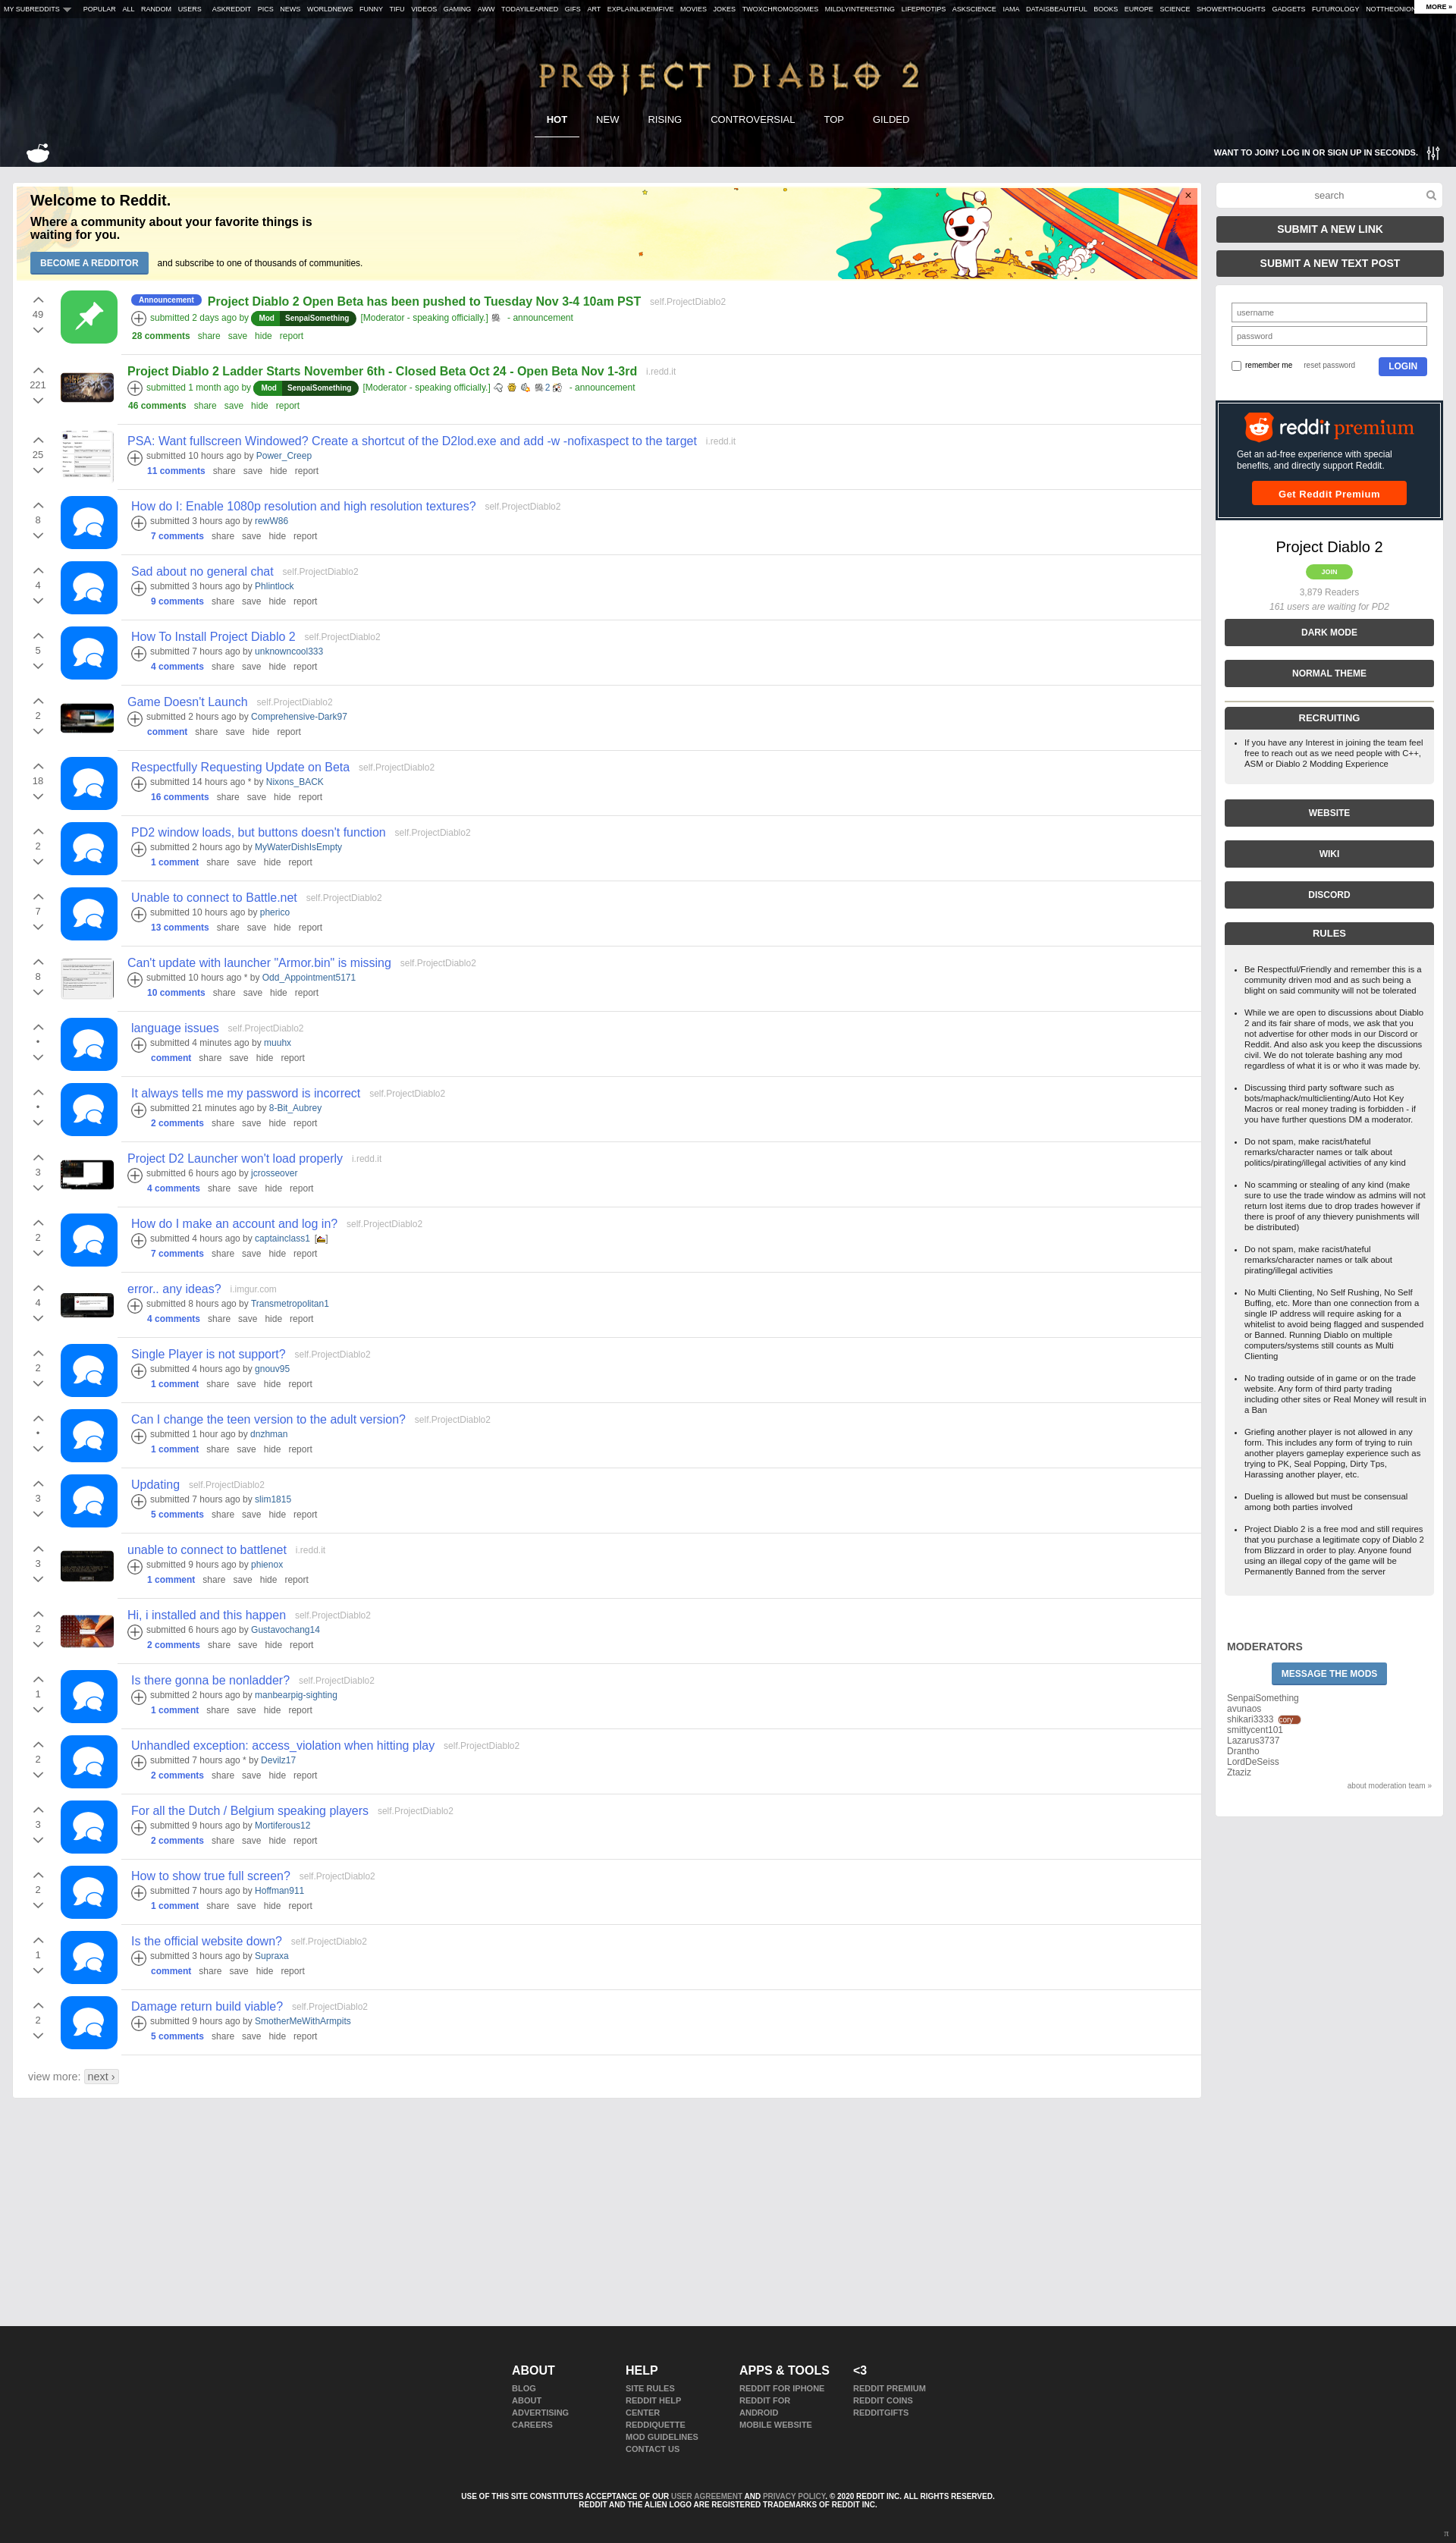 MY SUBREDDITS POPULAR ALL RANDOM USERS ASKREDDIT PICS NEWS WORLDNEWS FUNNY TIFU VIDEOS GAMING AWW TODAYILEARNED GIFS ART EXPLAINLIKEIMFIVE MOVIES JOKES TWOXCHROMOSOMES MILDLYINTERESTING LIFEPROTIPS ASKSCIENCE IAMA DATAISBEAUTIFUL BOOKS EUROPE SCIENCE SHOWERTHOUGHTS GADGETS FUTUROLOGY NOTTHEONION MORE »
PROJECT DIABLO 2
HOT NEW RISING CONTROVERSIAL TOP GILDED
WANT TO JOIN? LOG IN OR SIGN UP IN SECONDS.
Welcome to Reddit.
Where a community about your favorite things is
waiting for you.
BECOME A REDDITOR and subscribe to one of thousands of communities.
×
49
Announcement Project Diablo 2 Open Beta has been pushed to Tuesday Nov 3-4 10am PST self.ProjectDiablo2
submitted 2 days ago by Mod SenpaiSomething [Moderator - speaking officially.] - announcement
28 comments share save hide report
221
Project Diablo 2 Ladder Starts November 6th - Closed Beta Oct 24 - Open Beta Nov 1-3rd i.redd.it
submitted 1 month ago by Mod SenpaiSomething [Moderator - speaking officially.] 2 - announcement
46 comments share save hide report
25
PSA: Want fullscreen Windowed? Create a shortcut of the D2lod.exe and add -w -nofixaspect to the target i.redd.it
submitted 10 hours ago by Power_Creep
11 comments share save hide report
8
How do I: Enable 1080p resolution and high resolution textures? self.ProjectDiablo2
submitted 3 hours ago by rewW86
7 comments share save hide report
4
Sad about no general chat self.ProjectDiablo2
submitted 3 hours ago by Phlintlock
9 comments share save hide report
5
How To Install Project Diablo 2 self.ProjectDiablo2
submitted 7 hours ago by unknowncool333
4 comments share save hide report
2
Game Doesn't Launch self.ProjectDiablo2
submitted 2 hours ago by Comprehensive-Dark97
comment share save hide report
18
Respectfully Requesting Update on Beta self.ProjectDiablo2
submitted 14 hours ago * by Nixons_BACK
16 comments share save hide report
2
PD2 window loads, but buttons doesn't function self.ProjectDiablo2
submitted 2 hours ago by MyWaterDishIsEmpty
1 comment share save hide report
7
Unable to connect to Battle.net self.ProjectDiablo2
submitted 10 hours ago by pherico
13 comments share save hide report
8
Can't update with launcher "Armor.bin" is missing self.ProjectDiablo2
submitted 10 hours ago * by Odd_Appointment5171
10 comments share save hide report
•
language issues self.ProjectDiablo2
submitted 4 minutes ago by muuhx
comment share save hide report
•
It always tells me my password is incorrect self.ProjectDiablo2
submitted 21 minutes ago by 8-Bit_Aubrey
2 comments share save hide report
3
Project D2 Launcher won't load properly i.redd.it
submitted 6 hours ago by jcrosseover
4 comments share save hide report
2
How do I make an account and log in? self.ProjectDiablo2
submitted 4 hours ago by captainclass1 []
7 comments share save hide report
4
error.. any ideas? i.imgur.com
submitted 8 hours ago by Transmetropolitan1
4 comments share save hide report
2
Single Player is not support? self.ProjectDiablo2
submitted 4 hours ago by gnouv95
1 comment share save hide report
•
Can I change the teen version to the adult version? self.ProjectDiablo2
submitted 1 hour ago by dnzhman
1 comment share save hide report
3
Updating self.ProjectDiablo2
submitted 7 hours ago by slim1815
5 comments share save hide report
3
unable to connect to battlenet i.redd.it
submitted 9 hours ago by phienox
1 comment share save hide report
2
Hi, i installed and this happen self.ProjectDiablo2
submitted 6 hours ago by Gustavochang14
2 comments share save hide report
1
Is there gonna be nonladder? self.ProjectDiablo2
submitted 2 hours ago by manbearpig-sighting
1 comment share save hide report
2
Unhandled exception: access_violation when hitting play self.ProjectDiablo2
submitted 7 hours ago * by Devilz17
2 comments share save hide report
3
For all the Dutch / Belgium speaking players self.ProjectDiablo2
submitted 9 hours ago by Mortiferous12
2 comments share save hide report
2
How to show true full screen? self.ProjectDiablo2
submitted 7 hours ago by Hoffman911
1 comment share save hide report
1
Is the official website down? self.ProjectDiablo2
submitted 3 hours ago by Supraxa
comment share save hide report
2
Damage return build viable? self.ProjectDiablo2
submitted 9 hours ago by SmotherMeWithArmpits
5 comments share save hide report
view more: next ›
search
SUBMIT A NEW LINK
SUBMIT A NEW TEXT POST
username
password
remember me reset password LOGIN
reddit premium
Get an ad-free experience with special
benefits, and directly support Reddit.
Get Reddit Premium
Project Diablo 2
JOIN
3,879 Readers
161 users are waiting for PD2
DARK MODE
NORMAL THEME
RECRUITING
• If you have any Interest in joining the team feel
free to reach out as we need people with C++,
ASM or Diablo 2 Modding Experience
WEBSITE
WIKI
DISCORD
RULES
• Be Respectful/Friendly and remember this is a
community driven mod and as such being a
blight on said community will not be tolerated
• While we are open to discussions about Diablo
2 and its fair share of mods, we ask that you
not advertise for other mods in our Discord or
Reddit. And also ask you keep the discussions
civil. We do not tolerate bashing any mod
regardless of what it is or who it was made by.
• Discussing third party software such as
bots/maphack/multiclienting/Auto Hot Key
Macros or real money trading is forbidden - if
you have further questions DM a moderator.
• Do not spam, make racist/hateful
remarks/character names or talk about
politics/pirating/illegal activities of any kind
• No scamming or stealing of any kind (make
sure to use the trade window as admins will not
return lost items due to drop trades however if
there is proof of any thievery punishments will
be distributed)
• Do not spam, make racist/hateful
remarks/character names or talk about
pirating/illegal activities
• No Multi Clienting, No Self Rushing, No Self
Buffing, etc. More than one connection from a
single IP address will require asking for a
whitelist to avoid being flagged and suspended
or Banned. Running Diablo on multiple
computers/systems still counts as Multi
Clienting
• No trading outside of in game or on the trade
website. Any form of third party trading
including other sites or Real Money will result in
a Ban
• Griefing another player is not allowed in any
form. This includes any form of trying to ruin
another players gameplay experience such as
trying to PK, Seal Popping, Dirty Tps,
Harassing another player, etc.
• Dueling is allowed but must be consensual
among both parties involved
• Project Diablo 2 is a free mod and still requires
that you purchase a legitimate copy of Diablo 2
from Blizzard in order to play. Anyone found
using an illegal copy of the game will be
Permanently Banned from the server
MODERATORS
MESSAGE THE MODS
SenpaiSomething
avunaos
shikari3333 cory
smittycent101
Lazarus3737
Drantho
LordDeSeiss
Ztaziz
about moderation team »
ABOUT
BLOG
ABOUT
ADVERTISING
CAREERS
HELP
SITE RULES
REDDIT HELP
CENTER
REDDIQUETTE
MOD GUIDELINES
CONTACT US
APPS & TOOLS
REDDIT FOR IPHONE
REDDIT FOR
ANDROID
MOBILE WEBSITE
<3
REDDIT PREMIUM
REDDIT COINS
REDDITGIFTS
USE OF THIS SITE CONSTITUTES ACCEPTANCE OF OUR USER AGREEMENT AND PRIVACY POLICY. © 2020 REDDIT INC. ALL RIGHTS RESERVED.
REDDIT AND THE ALIEN LOGO ARE REGISTERED TRADEMARKS OF REDDIT INC.
π